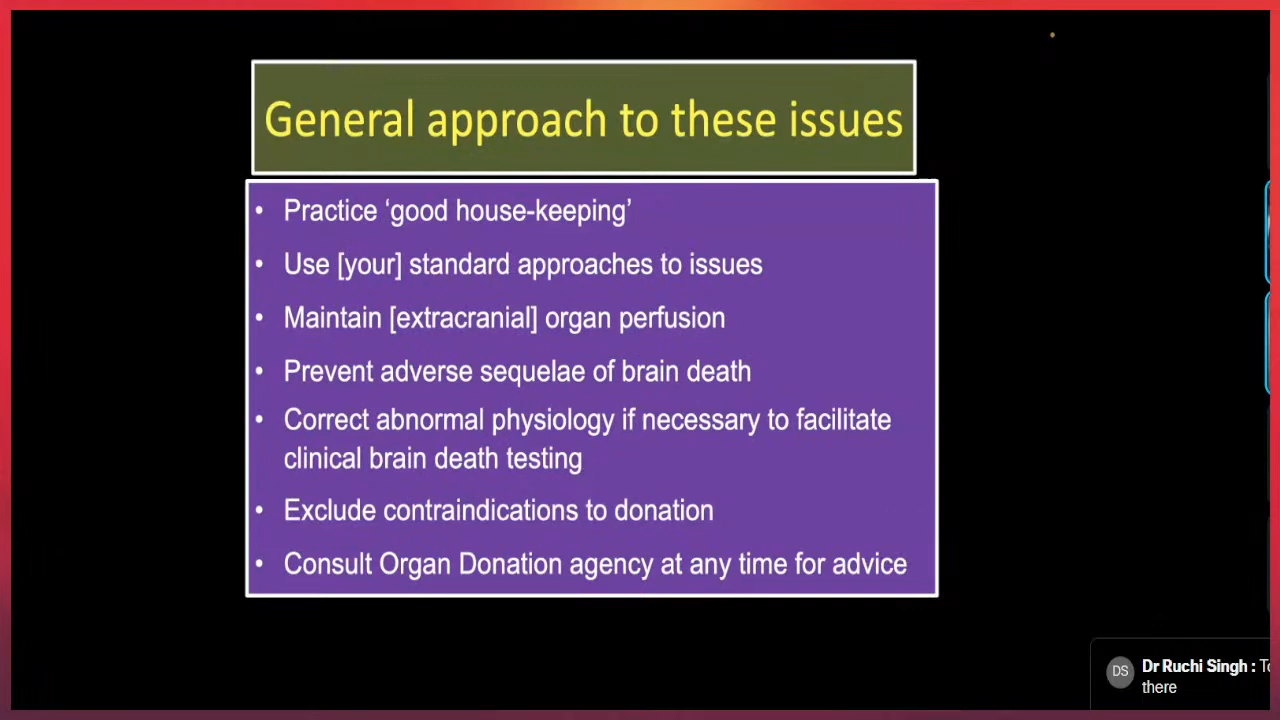 General approach to these issues
• Practice ‘good house-keeping’
• Use [your] standard approaches to issues
• Maintain [extracranial] organ perfusion
• Prevent adverse sequelae of brain death
• Correct abnormal physiology if necessary to facilitate
clinical brain death testing
• Exclude contraindications to donation
• Consult Organ Donation agency at any time for advice
DS
Dr Ruchi Singh :
there